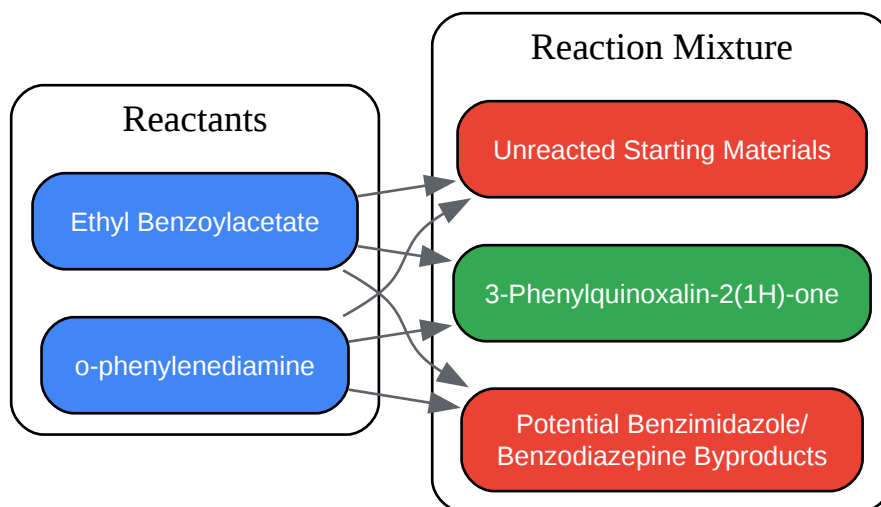 Reactants
Ethyl Benzoylacetate
o-phenylenediamine
Reaction Mixture
Unreacted Starting Materials
3-Phenylquinoxalin-2(1H)-one
Potential Benzimidazole/
Benzodiazepine Byproducts